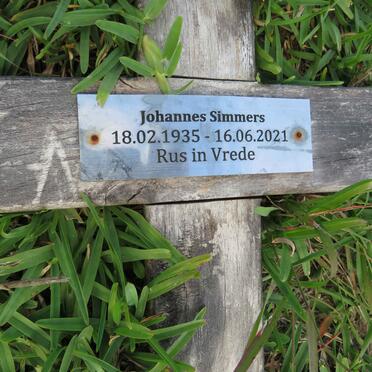 Johannes Simmers
18.02.1935 - 16.06.2021
Rus in Vrede